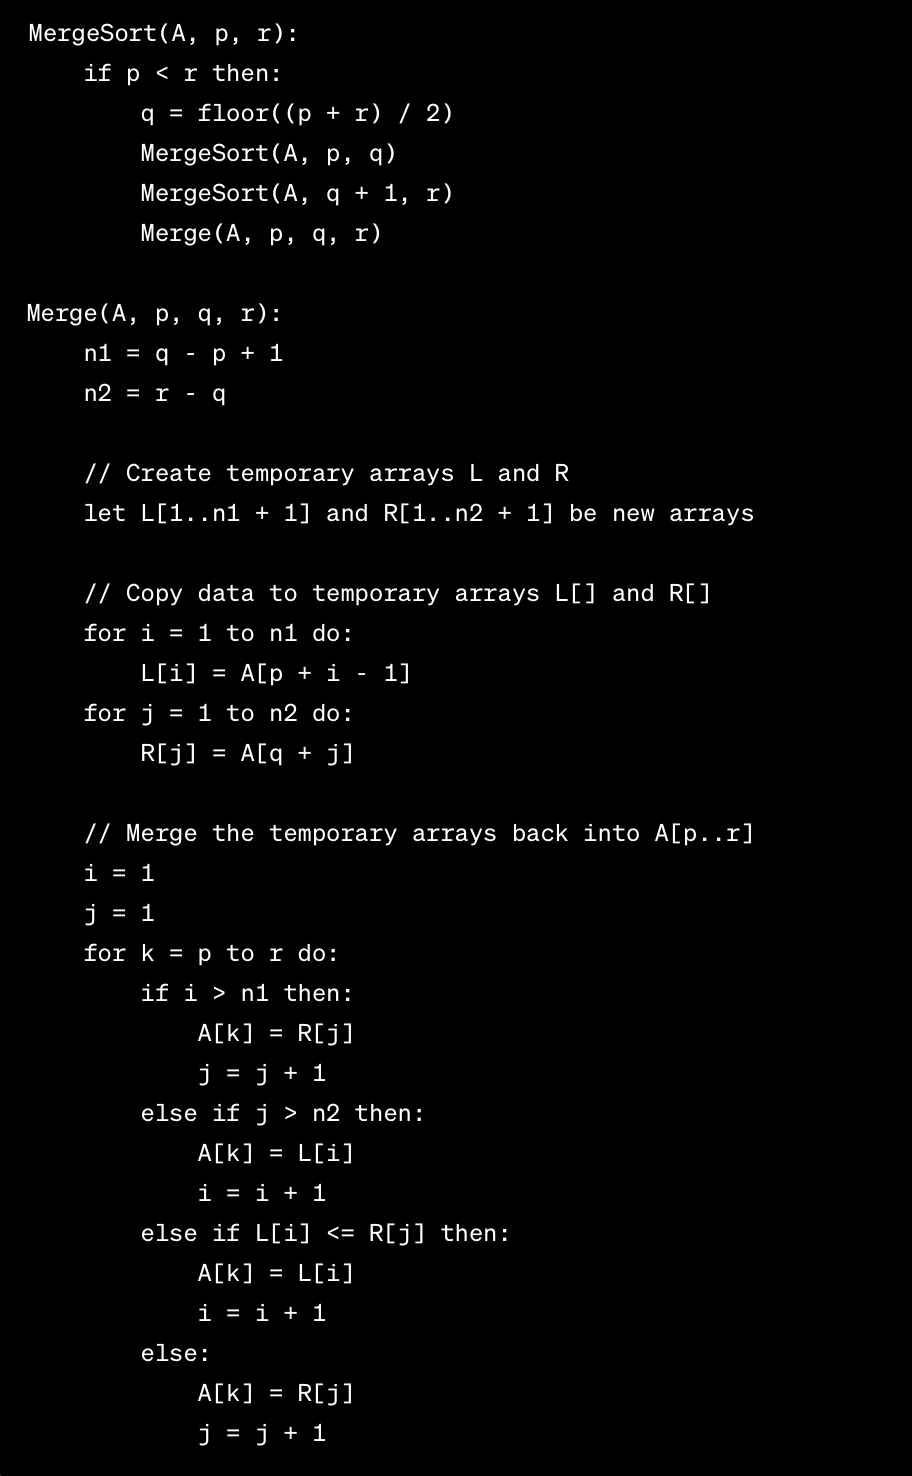 MergeSort(A, p, r):
    if p < r then:
        q = floor((p + r) / 2)
        MergeSort(A, p, q)
        MergeSort(A, q + 1, r)
        Merge(A, p, q, r)

Merge(A, p, q, r):
    n1 = q - p + 1
    n2 = r - q

    // Create temporary arrays L and R
    let L[1..n1 + 1] and R[1..n2 + 1] be new arrays

    // Copy data to temporary arrays L[] and R[]
    for i = 1 to n1 do:
        L[i] = A[p + i - 1]
    for j = 1 to n2 do:
        R[j] = A[q + j]

    // Merge the temporary arrays back into A[p..r]
    i = 1
    j = 1
    for k = p to r do:
        if i > n1 then:
            A[k] = R[j]
            j = j + 1
        else if j > n2 then:
            A[k] = L[i]
            i = i + 1
        else if L[i] <= R[j] then:
            A[k] = L[i]
            i = i + 1
        else:
            A[k] = R[j]
            j = j + 1